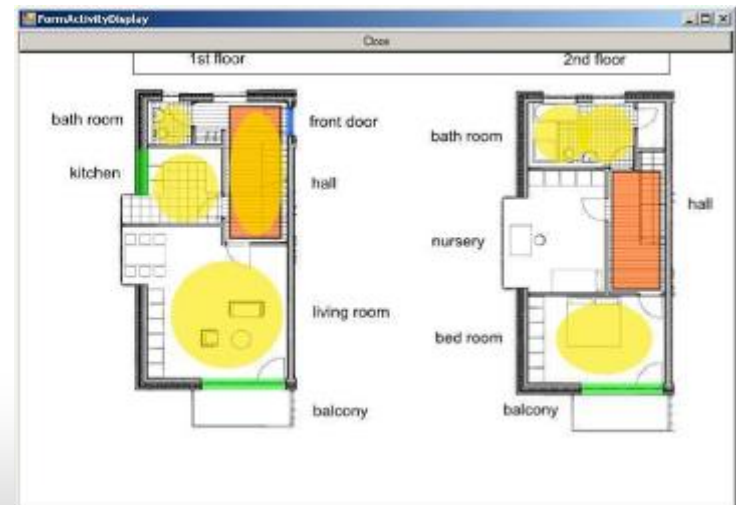 FormActivityDisplay
Close
1st floor
2nd floor
bath room
front door
kitchen
hall
living room
balcony
bath room
hall
nursery
bed room
balcony